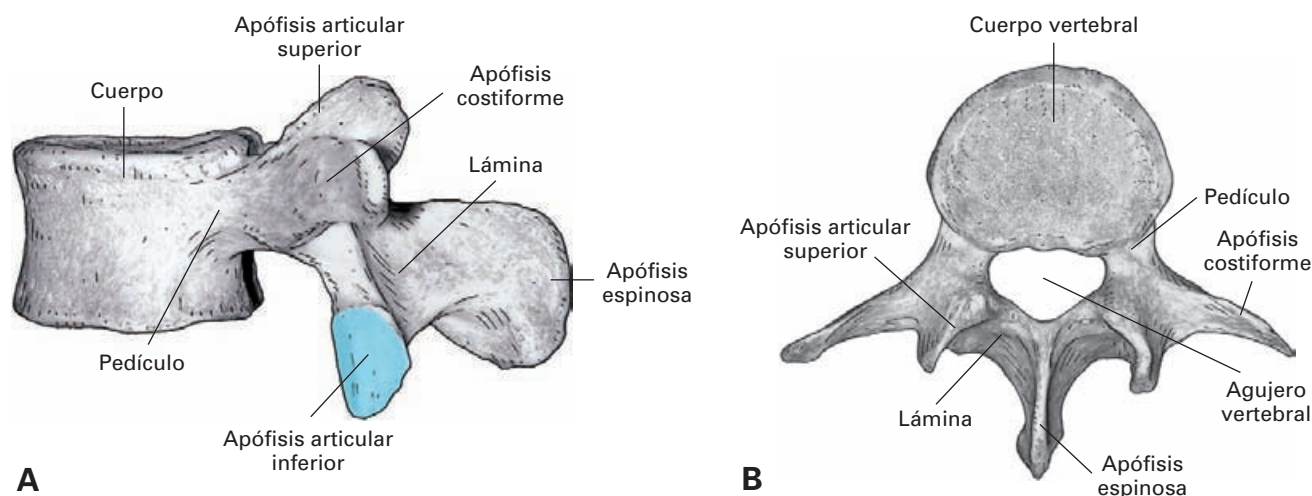 Apófisis articular
superior
Apófisis
costiforme
Cuerpo
Lámina
Apófisis
espinosa
Pedículo
Apófisis articular
inferior
A
Cuerpo vertebral
Pedículo
Apófisis articular
superior
Apófisis
costiforme
Lámina
Agujero
vertebral
Apófisis
espinosa
B